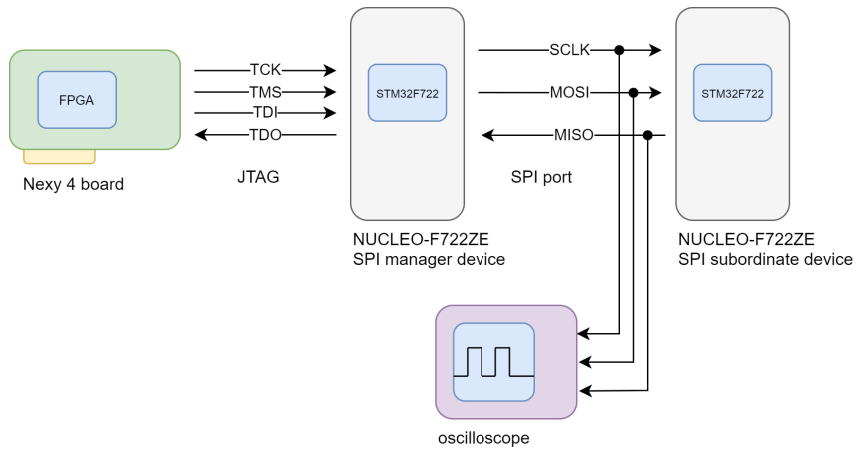 FPGA
Nexy 4 board
TCK
TMS
TDI
TDO
JTAG
STM32F722
NUCLEO-F722ZE
SPI manager device
SCLK
MOSI
MISO
SPI port
STM32F722
NUCLEO-F722ZE
SPI subordinate device
oscilloscope